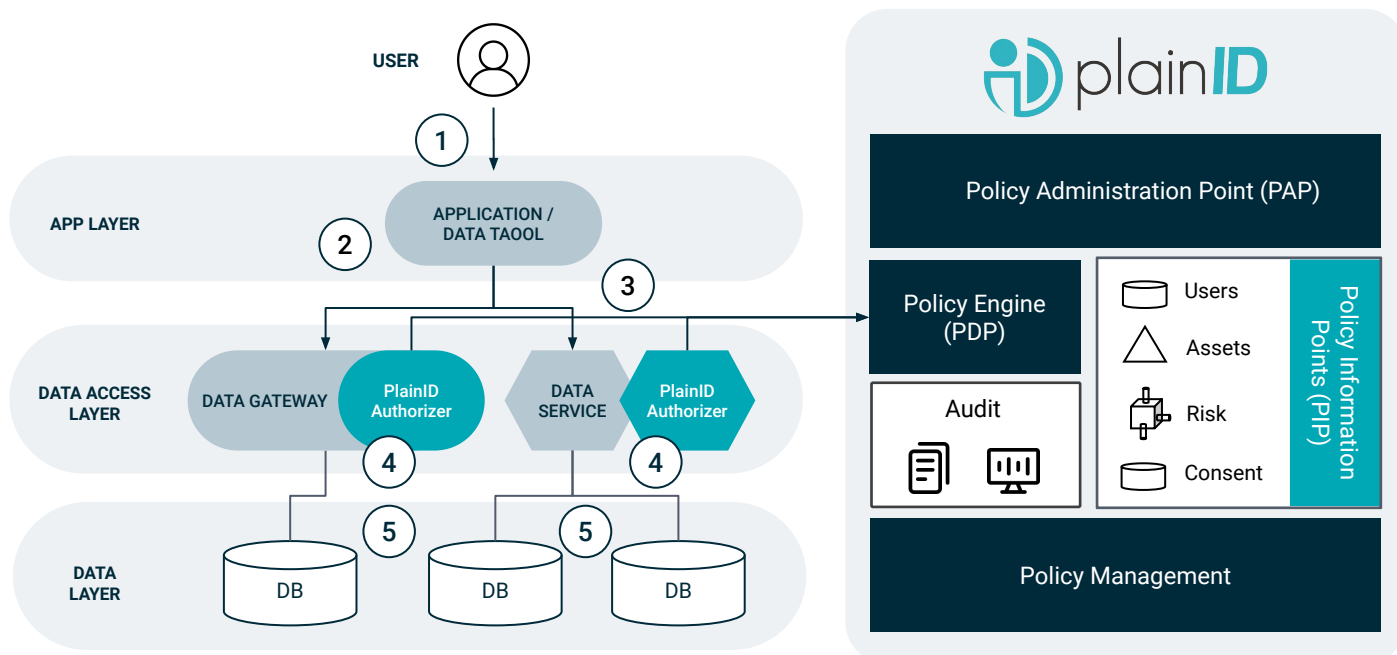 USER
1
APP LAYER
APPLICATION /
DATA TAOOL
2
3
DATA ACCESS
LAYER
DATA GATEWAY
PlainID
Authorizer
DATA
SERVICE
PlainID
Authorizer
4
4
5
5
DATA
LAYER
DB
DB
DB
plainID
Policy Administration Point (PAP)
Policy Engine
(PDP)
Audit
Users
Assets
Risk
Consent
Policy Information
Points (PIP)
Policy Management